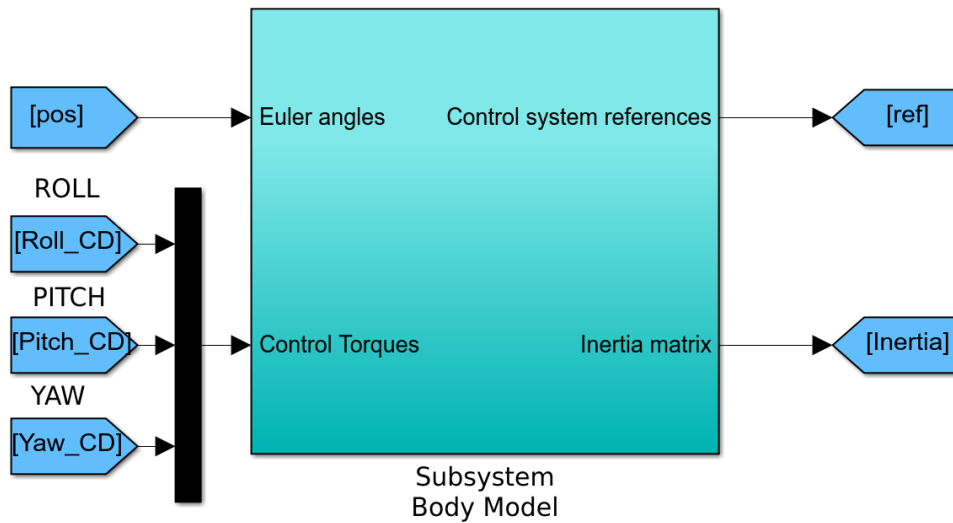 [pos]
Euler angles
Control system references
[ref]
ROLL
[Roll_CD]
PITCH
[Pitch_CD]
Control Torques
Inertia matrix
[Inertia]
YAW
[Yaw_CD]
Subsystem
Body Model